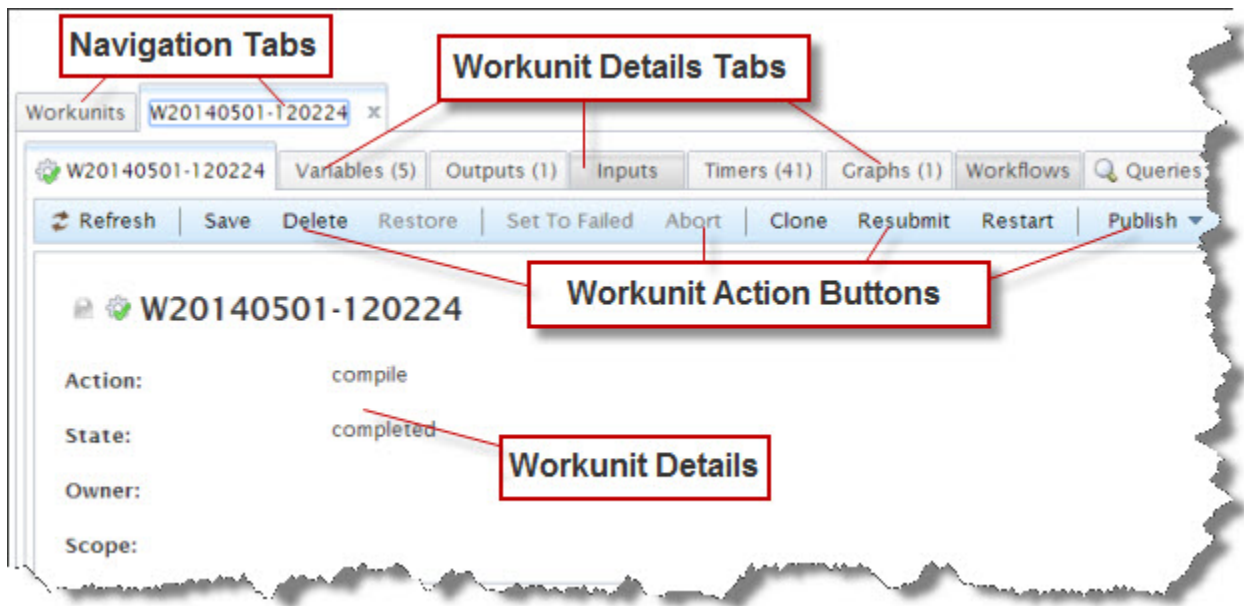 Navigation Tabs
Workunit Details Tabs
Workunits W20140501-120224 x
W20140501-120224 Variables (5) Outputs (1) Inputs Timers (41) Graphs (1) Workflows Queries
Refresh Save Delete Restore Set To Failed Abort Clone Resubmit Restart Publish
Workunit Action Buttons
W20140501-120224
Action: compile
State: completed
Workunit Details
Owner:
Scope: